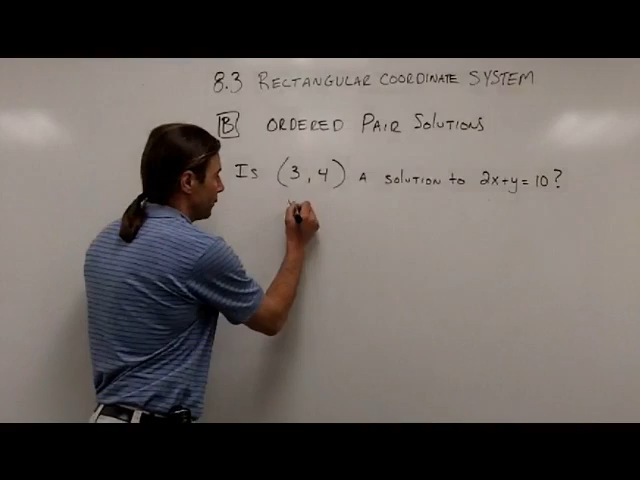 8.3 RECTANGULAR COORDINATE SYSTEM
B ORDERED PAIR SOLUTIONS
Is (3, 4) A SOLUTION to 2x+y=10?